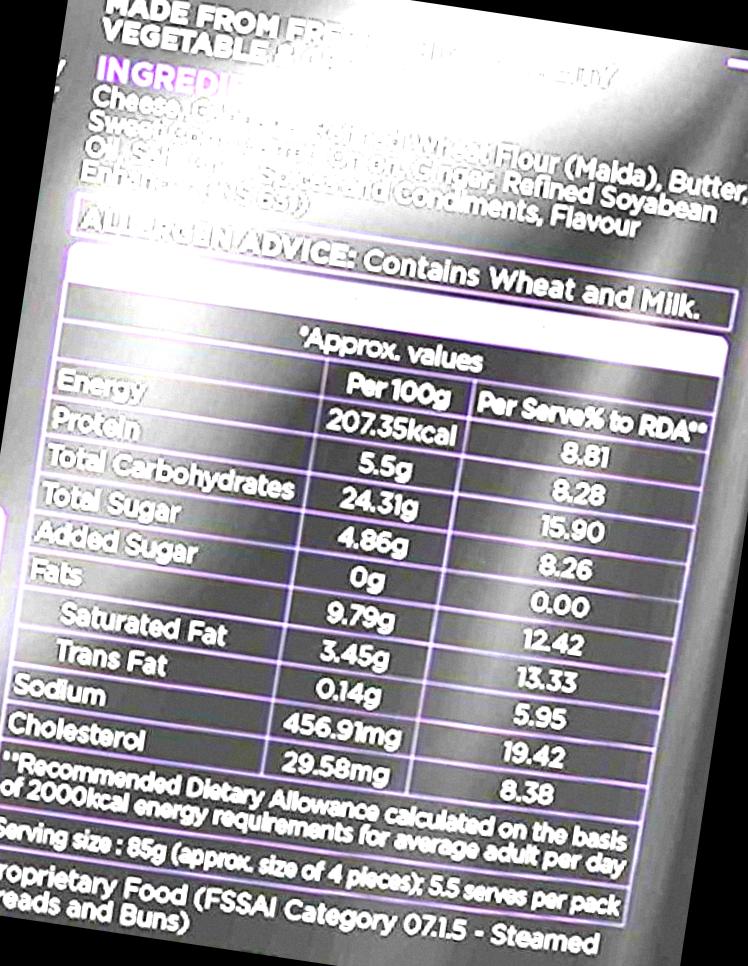 MADE FROM
VEGETABLE
INGREDI
Cheese, Refined Wheat Flour (Maida), Butter,
Ginger, Refined Soyabean
Oil, Spices and Condiments, Flavour
Enhancer
ALLERGEN ADVICE: Contains Wheat and Milk.
*Approx. values
Per 100g Per Serve% to RDA**
Energy 207.35kcal 8.81
Protein 5.5g 8.28
Total Carbohydrates 24.31g 15.90
Total Sugar 4.86g 8.26
Added Sugar 0g 0.00
Fats 9.79g 12.42
Saturated Fat 3.45g 13.33
Trans Fat 0.14g 5.95
Sodium 456.91mg 19.42
Cholesterol 29.58mg 8.38
**Recommended Dietary Allowance calculated on the basis
of 2000kcal energy requirements for average adult per day
Serving size : 85g (approx. size of 4 pieces); 5.5 serves per pack
roprietary Food (FSSAI Category 07.1.5 - Steamed
reads and Buns)